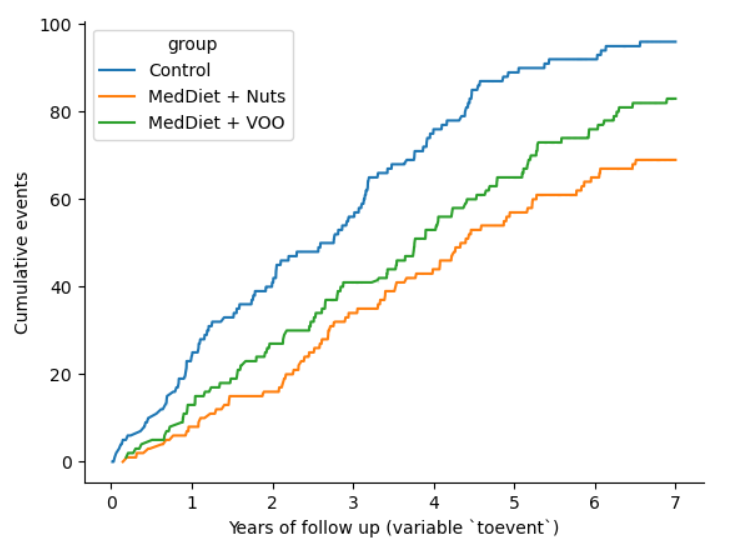 100
80
60
40
20
0
Cumulative events
group
Control
MedDiet + Nuts
MedDiet + VOO
0 1 2 3 4 5 6 7
Years of follow up (variable `toevent`)